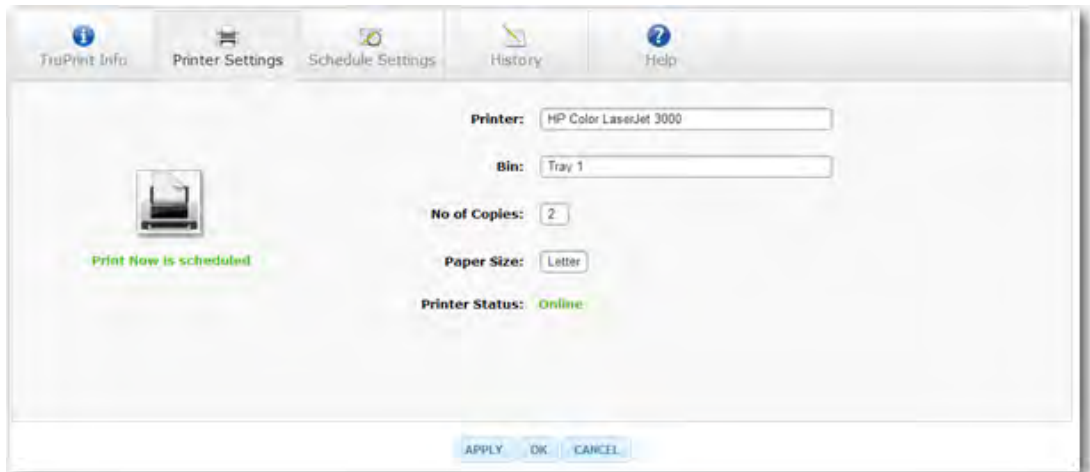 TruPrint Info Printer Settings Schedule Settings History Help
Printer: HP Color LaserJet 3000
Bin: Tray 1
No of Copies: 2
Print Now is scheduled Paper Size: Letter
Printer Status: Online
APPLY OK CANCEL